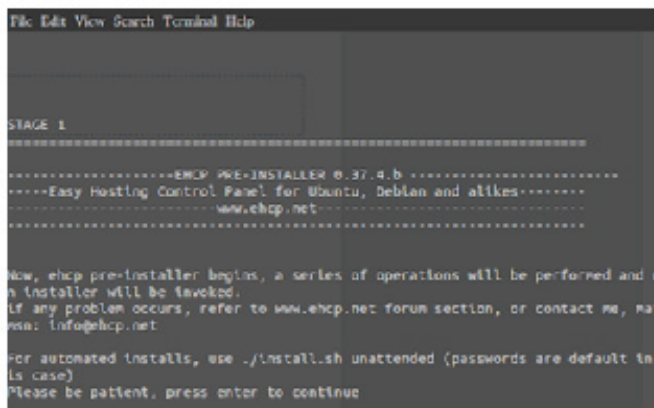 File Edit View Search Terminal Help
STAGE 1
---------------------EHCP PRE-INSTALLER 0.37.4.b --------------------------
-----Easy Hosting Control Panel for Ubuntu, Debian and alikes--------
--------------------------www.ehcp.net---------------------------------
Now, ehcp pre-installer begins, a series of operations will be performed and
n installer will be invoked.
if any problem occurs, refer to www.ehcp.net forum section, or contact me, ma
msn: info@ehcp.net
For automated installs, use ./install.sh unattended (passwords are default in
is case)
Please be patient, press enter to continue